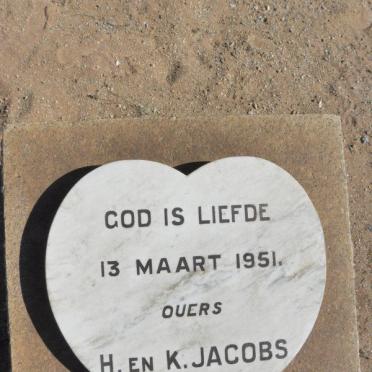 GOD IS LIEFDE
13 MAART 1951.
OUERS
H. EN K. JACOBS